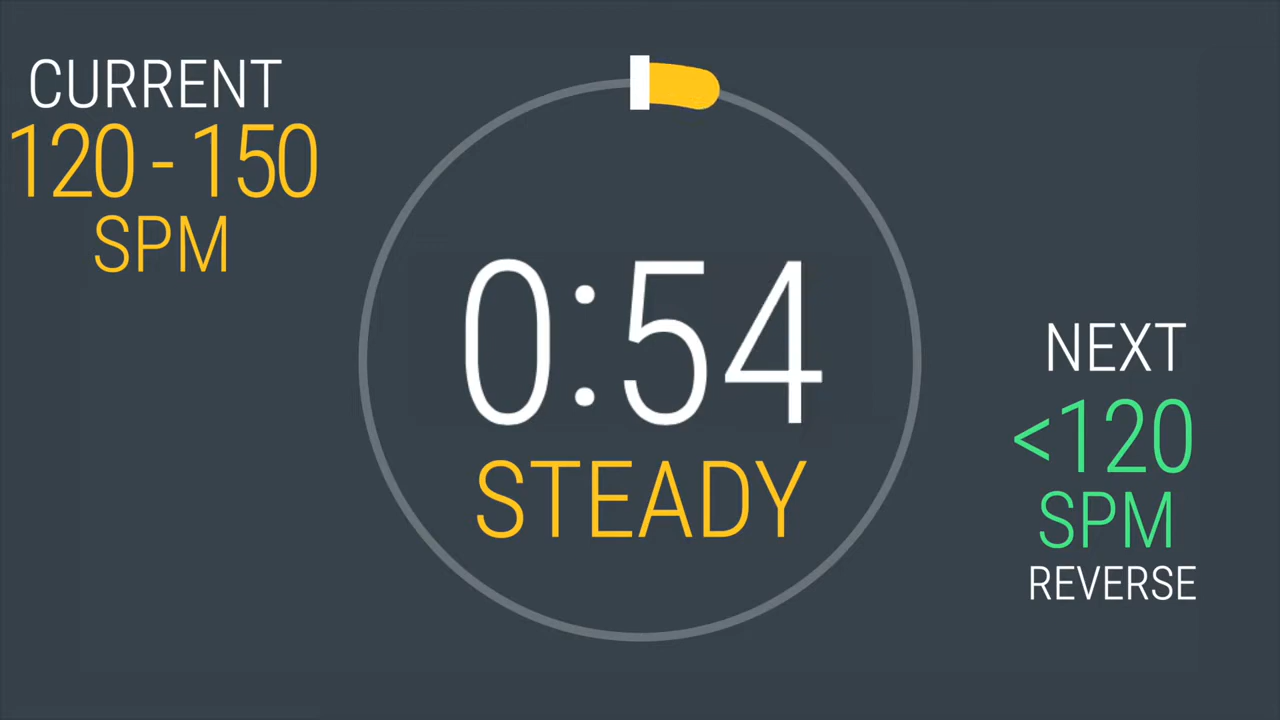 CURRENT
120 - 150
SPM
0:54
STEADY
NEXT
<120
SPM
REVERSE